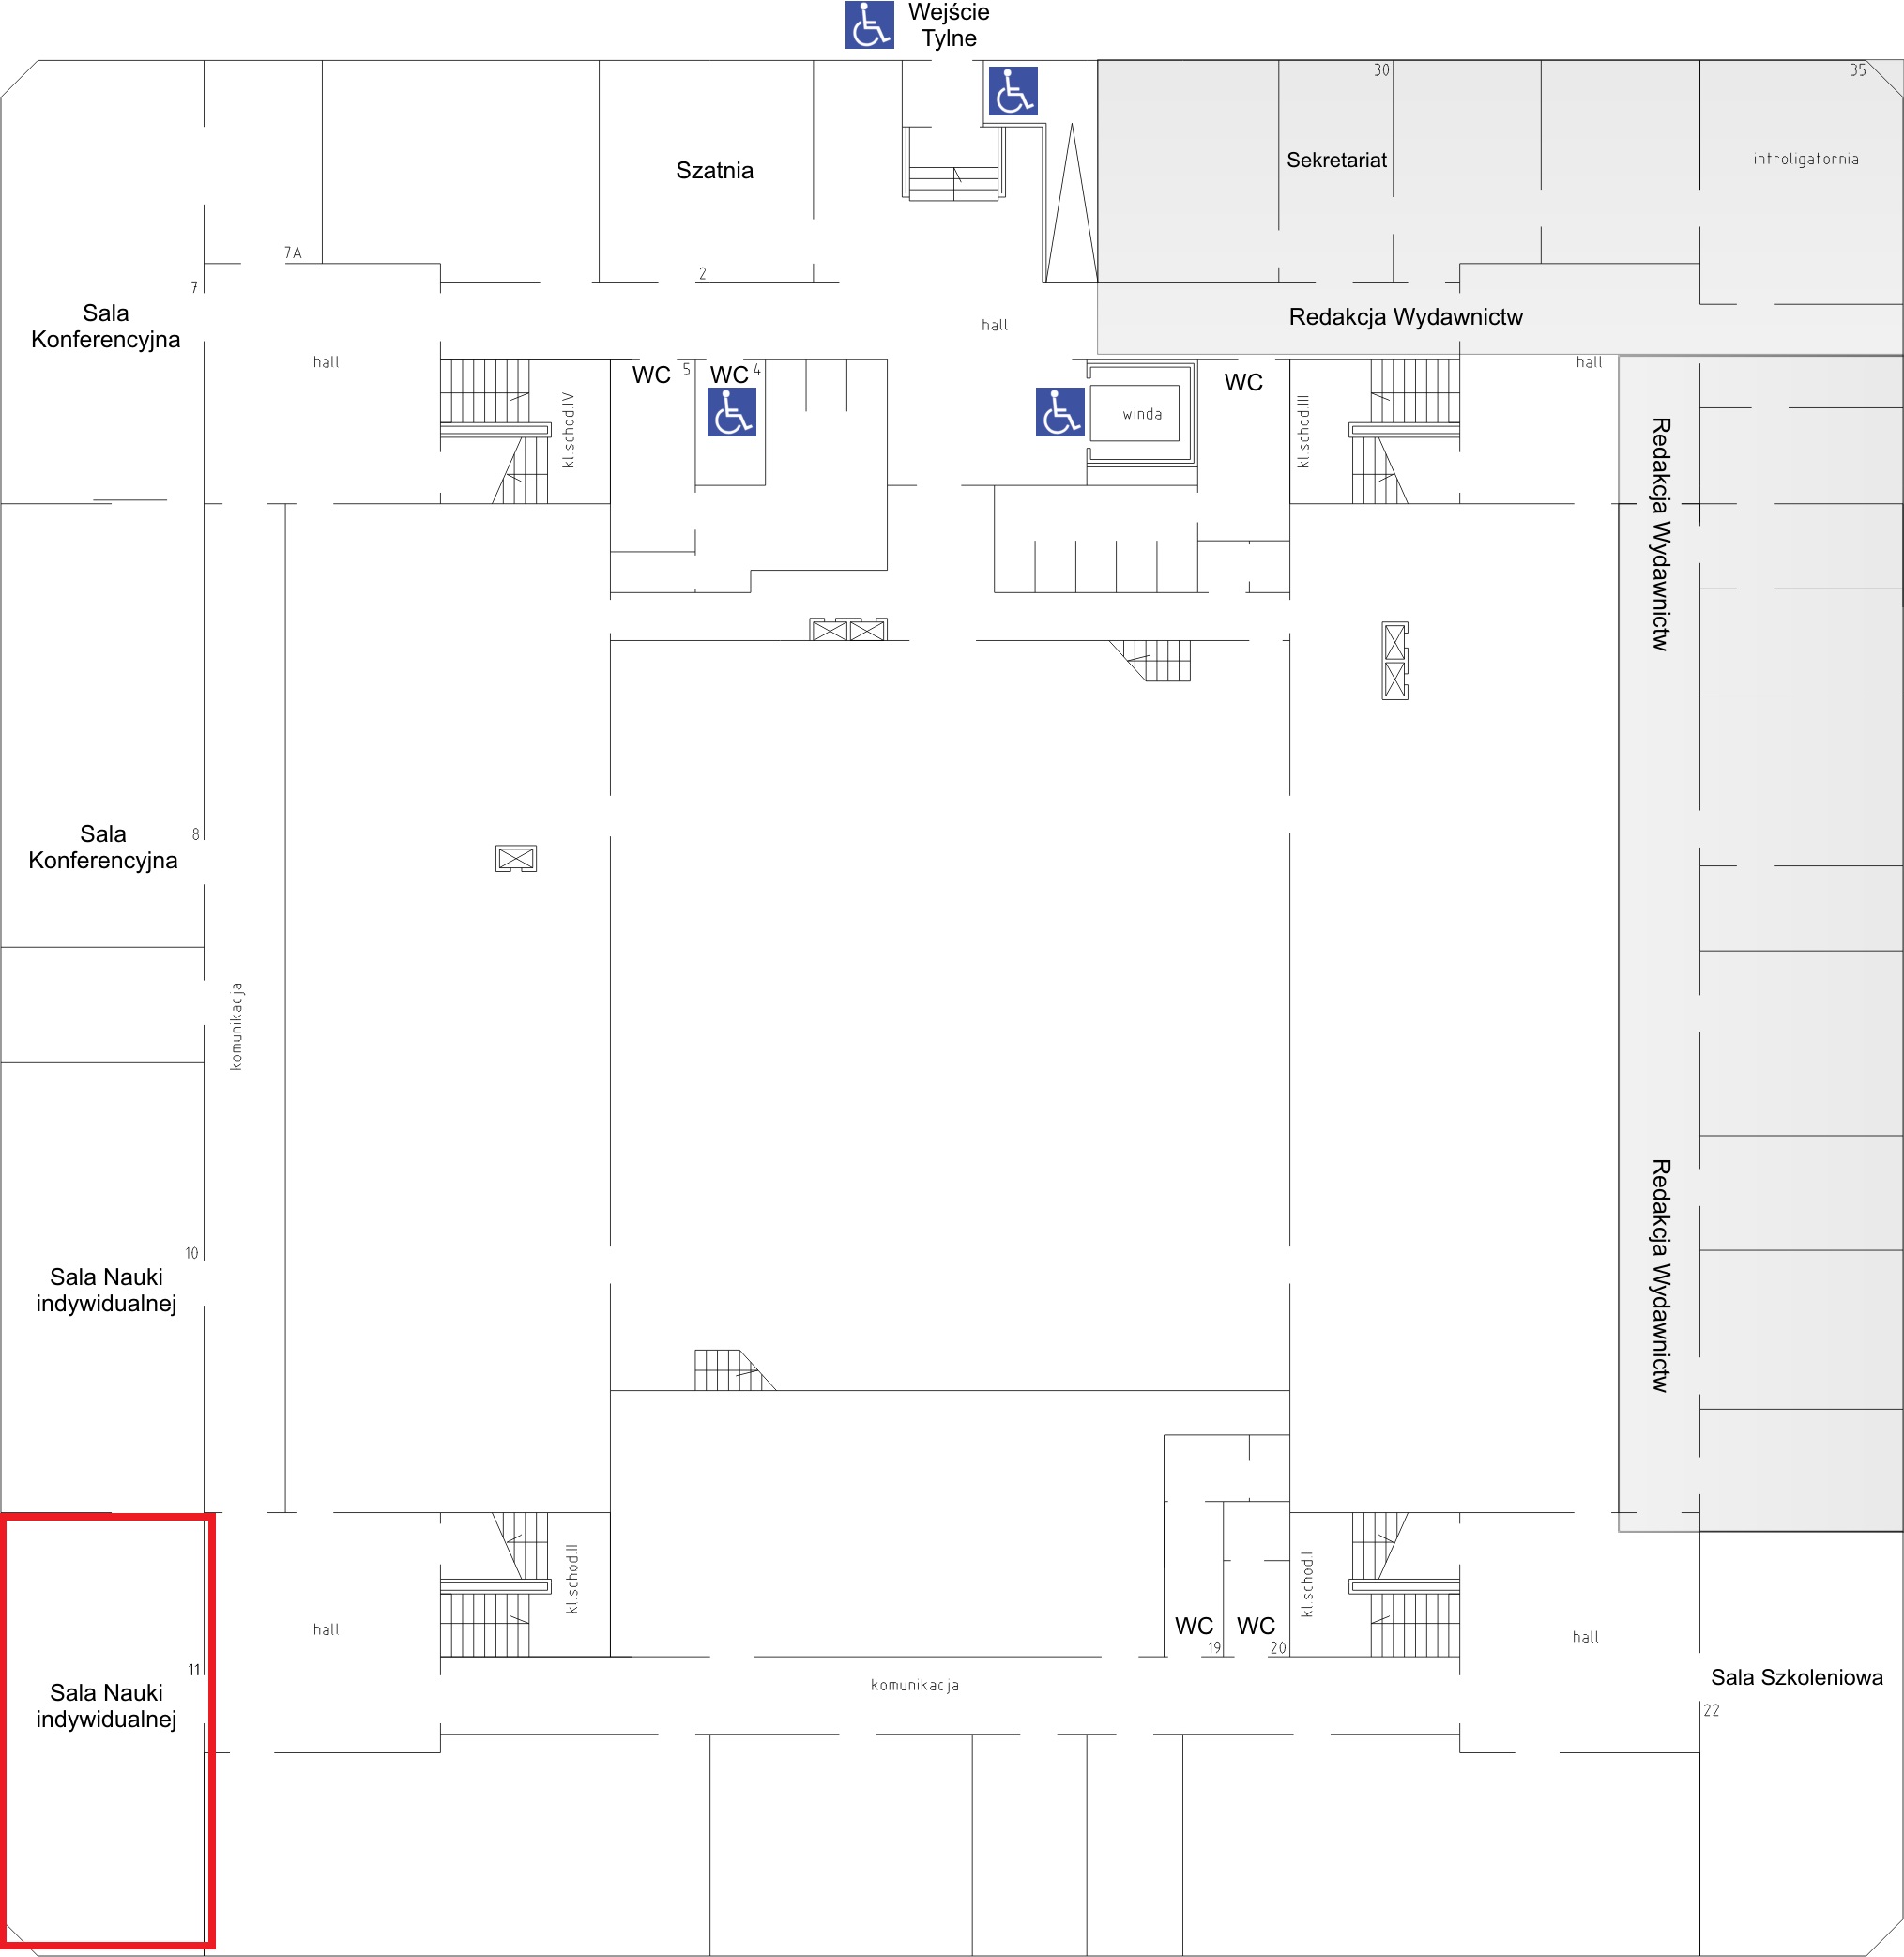 Wejście
Tylne
30
35
Szatnia
Sekretariat
introligatornia
7A
2
7
Sala
Konferencyjna
hall
Redakcja Wydawnictw
hall
hall
WC
5
WC
4
WC
kl.schod.IV
winda
kl.schod.III
Redakcja Wydawnictw
8
Sala
Konferencyjna
komunikacja
10
Sala Nauki
indywidualnej
Redakcja Wydawnictw
kl.schod.II
kl.schod.I
hall
WC
WC
19
20
hall
11
Sala Nauki
indywidualnej
komunikacja
Sala Szkoleniowa
22